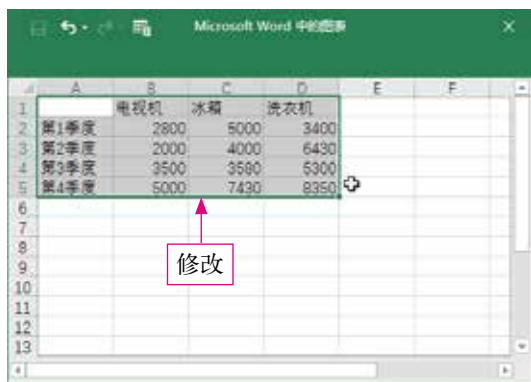 Microsoft Word 中的图表
A B C D E F
1 电视机 冰箱 洗衣机
2 第1季度 2800 5000 3400
3 第2季度 2000 4000 6430
4 第3季度 3500 3580 5300
5 第4季度 5000 7430 8350
6
7
8
9
10
11
12
13
修改